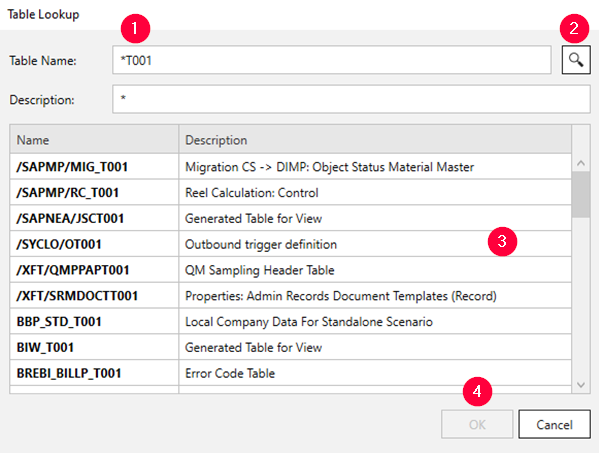 Table Lookup
1
2
Table Name: *T001
Description: *
Name Description
/SAPMP/MIG_T001 Migration CS -> DIMP: Object Status Material Master
/SAPMP/RC_T001 Reel Calculation: Control
/SAPNEA/JSCT001 Generated Table for View
/SYCLO/OT001 Outbound trigger definition
3
/XFT/QMPPAPT001 QM Sampling Header Table
/XFT/SRMDOCTT001 Properties: Admin Records Document Templates (Record)
BBP_STD_T001 Local Company Data For Standalone Scenario
BIW_T001 Generated Table for View
BREBI_BILLP_T001 Error Code Table
4
OK Cancel